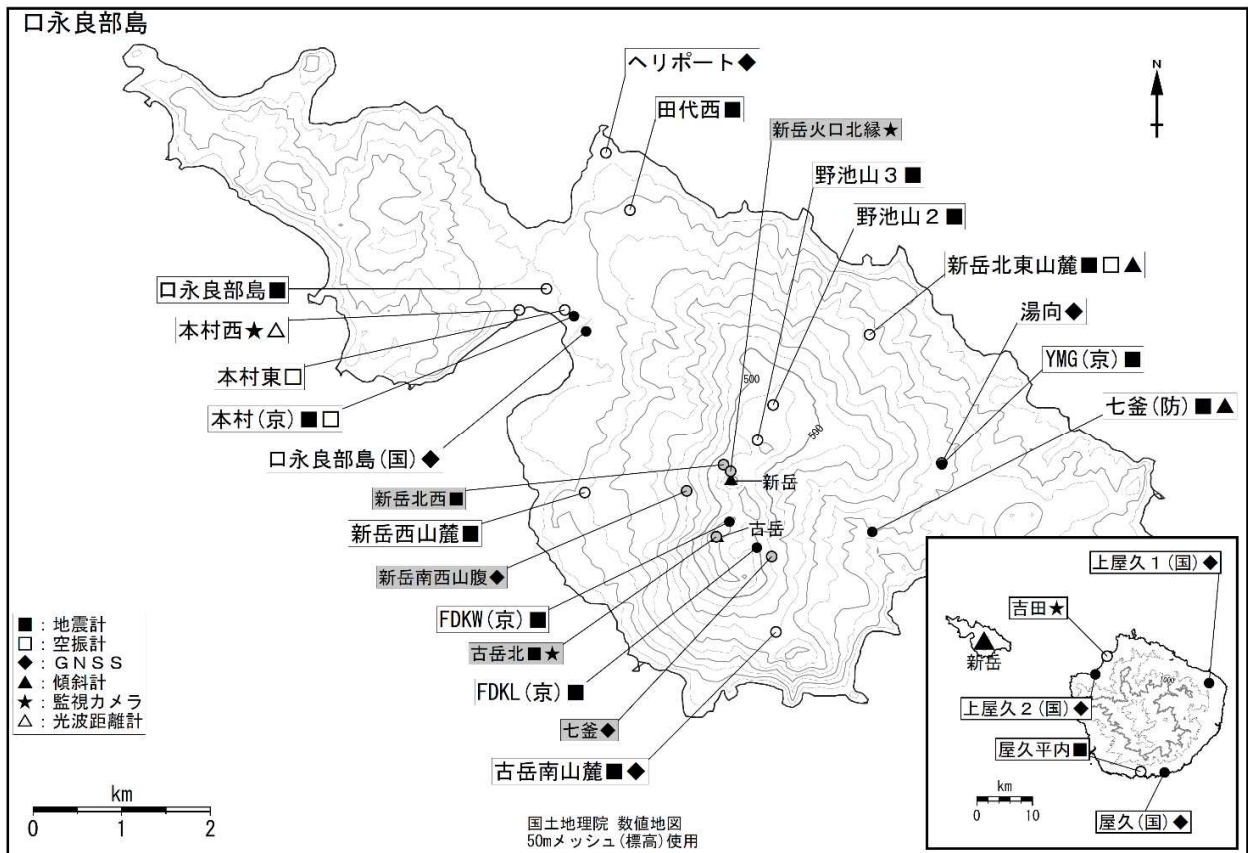 口永良部島
N
ヘリポート◆
田代西■
新岳火口北縁★
野池山3■
野池山2■
新岳北東山麓■□▲
湯向◆
YMG(京)■
七釜(防)■▲
口永良部島■
本村西★△
本村東□
本村(京)■□
口永良部島(国)◆
新岳北西■
新岳西山麓■
新岳南西山腹◆
FDKW(京)■
古岳北■★
FDKL(京)■
七釜◆
古岳南山麓■◆
500
500
新岳
古岳
■:地震計
□:空振計
◆:GNSS
▲:傾斜計
★:監視カメラ
△:光波距離計
km
0 1 2
国土地理院 数値地図
50mメッシュ(標高)使用
上屋久1(国)◆
吉田★
新岳
1000
上屋久2(国)◆
屋久平内■
km
0 10
屋久(国)◆